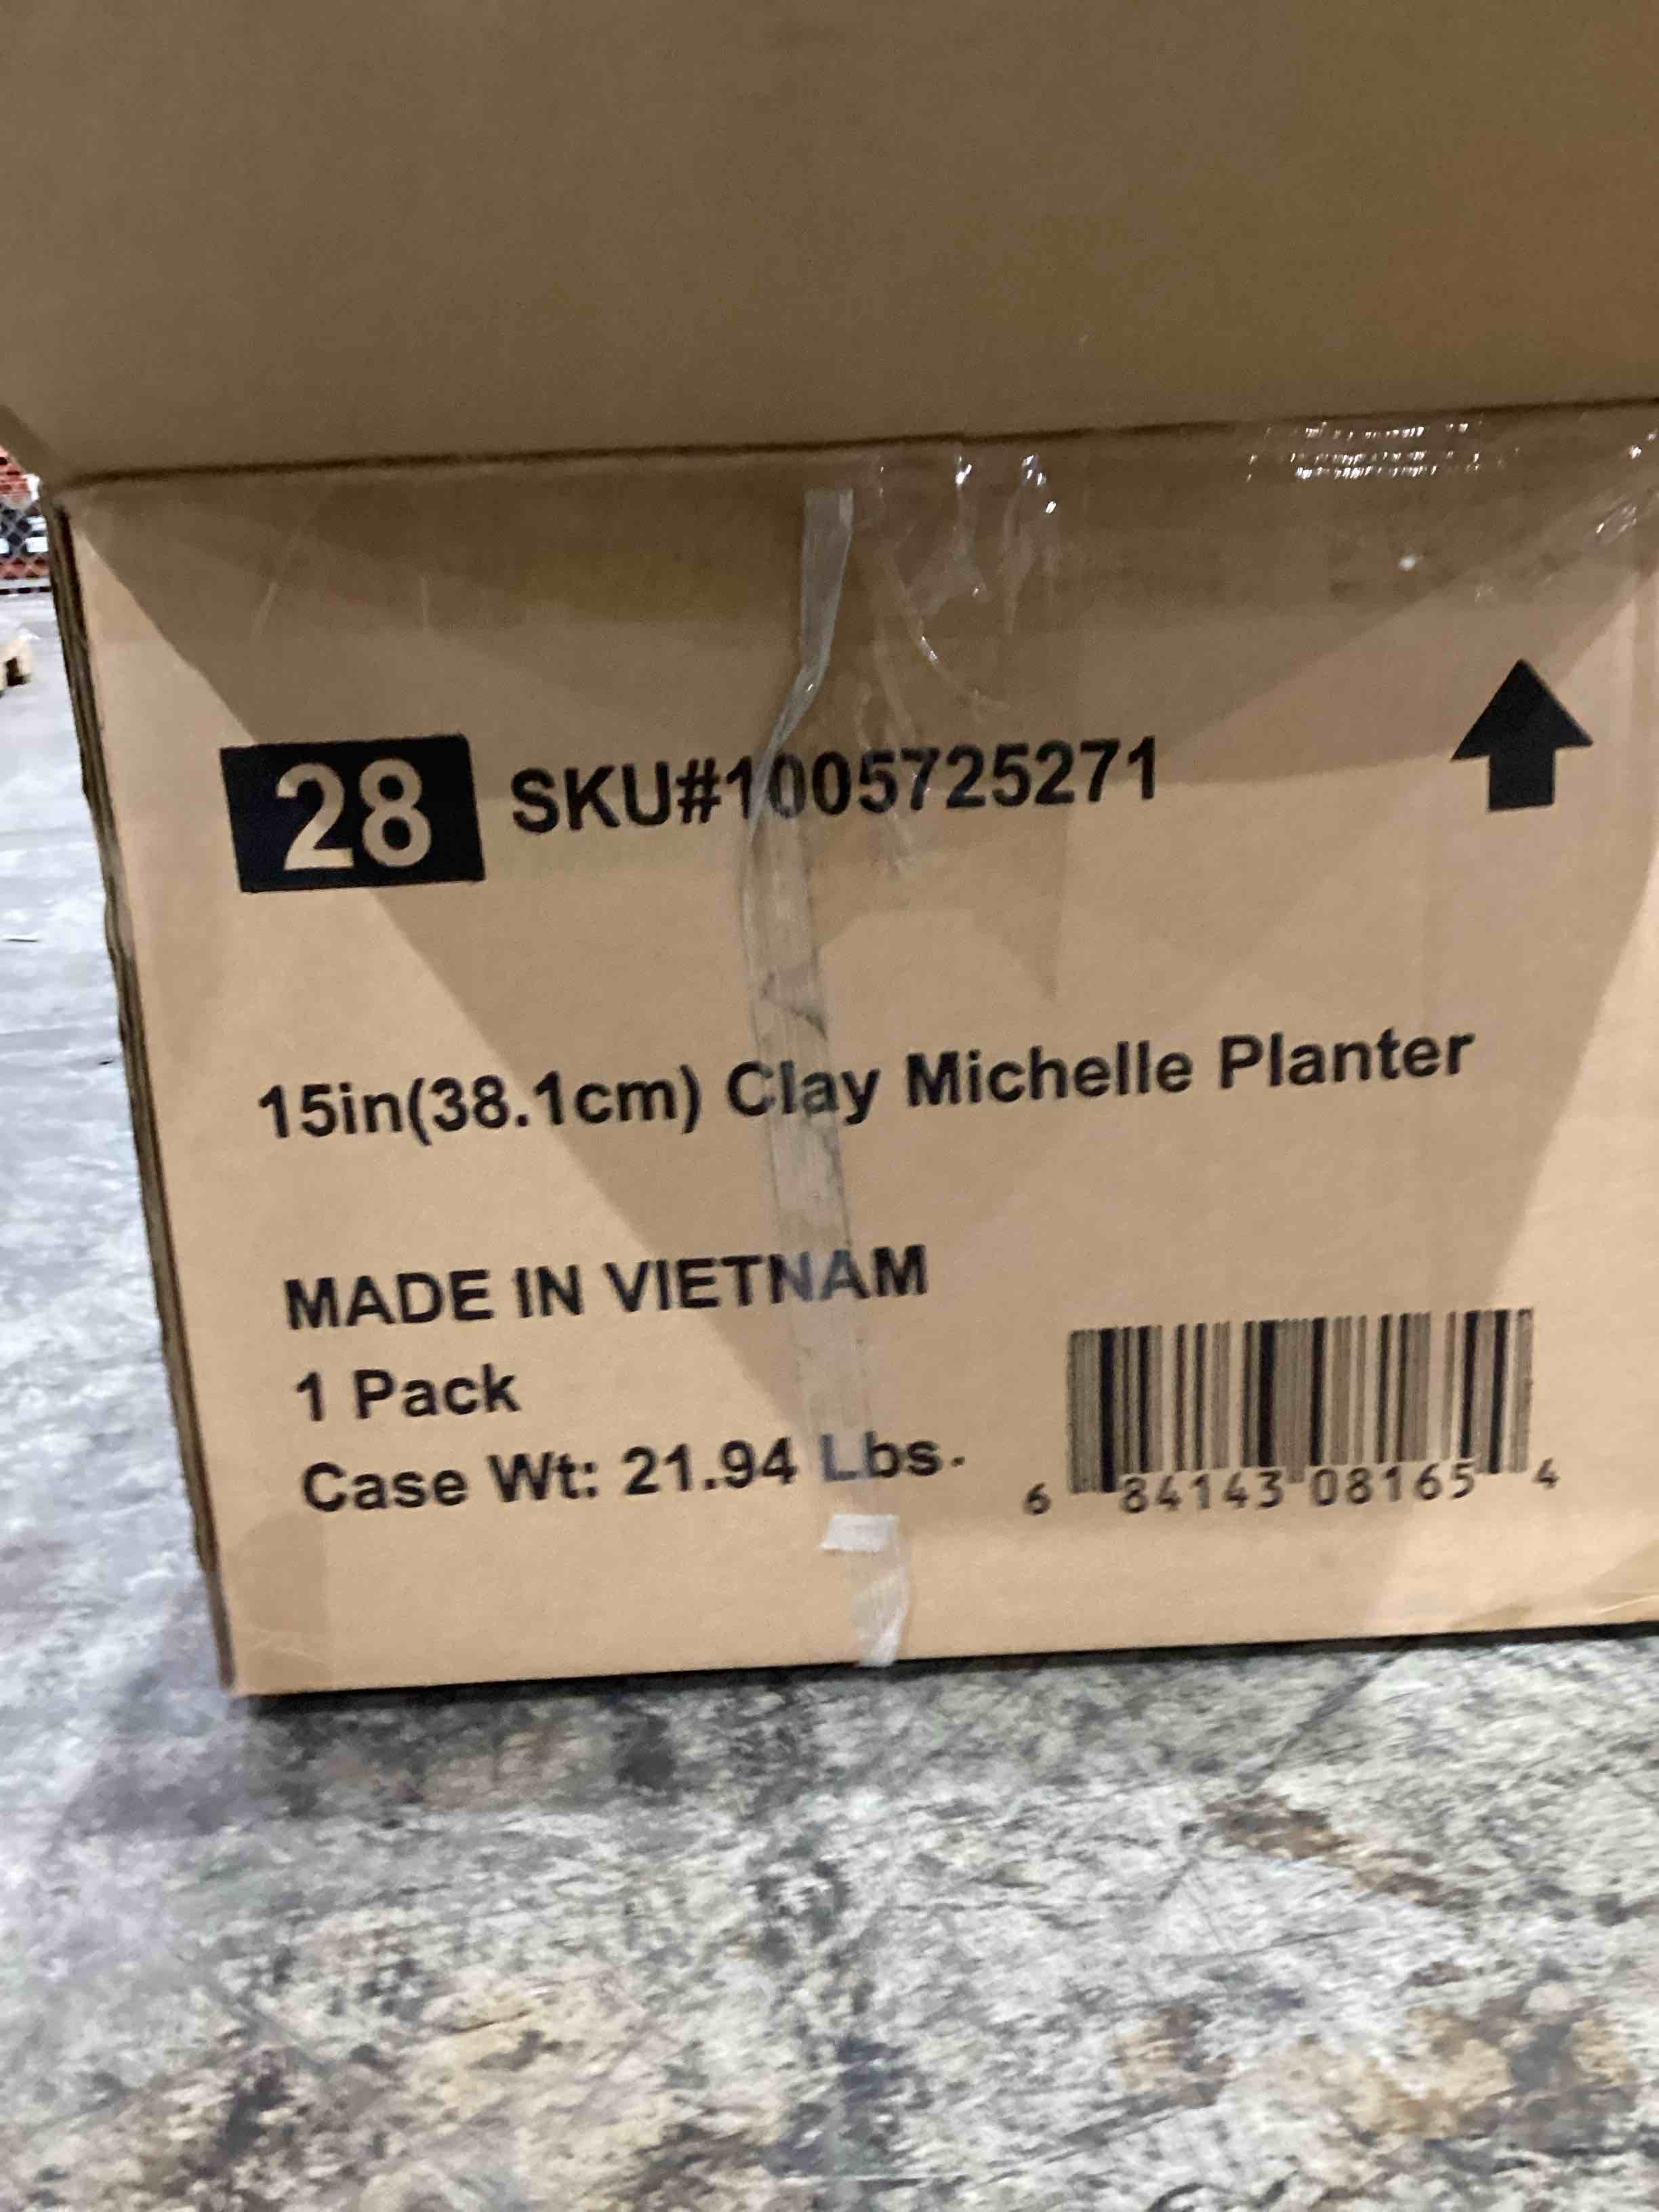 28 SKU#1005725271
15in(38.1cm) Clay Michelle Planter
MADE IN VIETNAM
1 Pack
Case Wt: 21.94 Lbs.
6 84143 08165 4